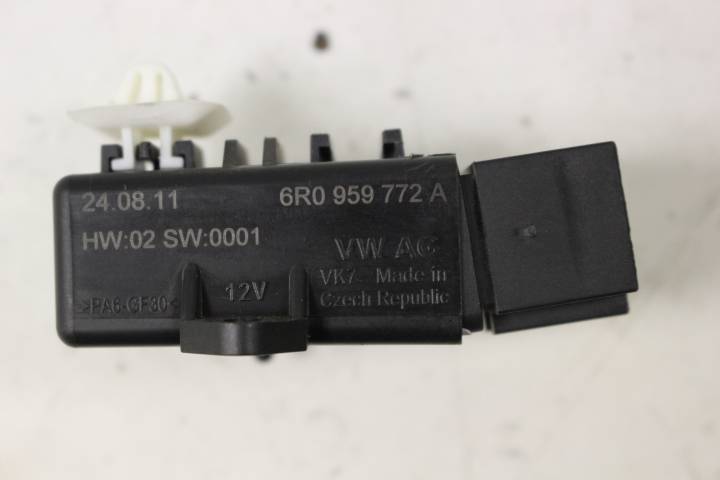 24.08.11 6R0 959 772 A
HW:02 SW:0001 VW AG
VK7 Made in
>PA6-GF30< 12V Czech Republic